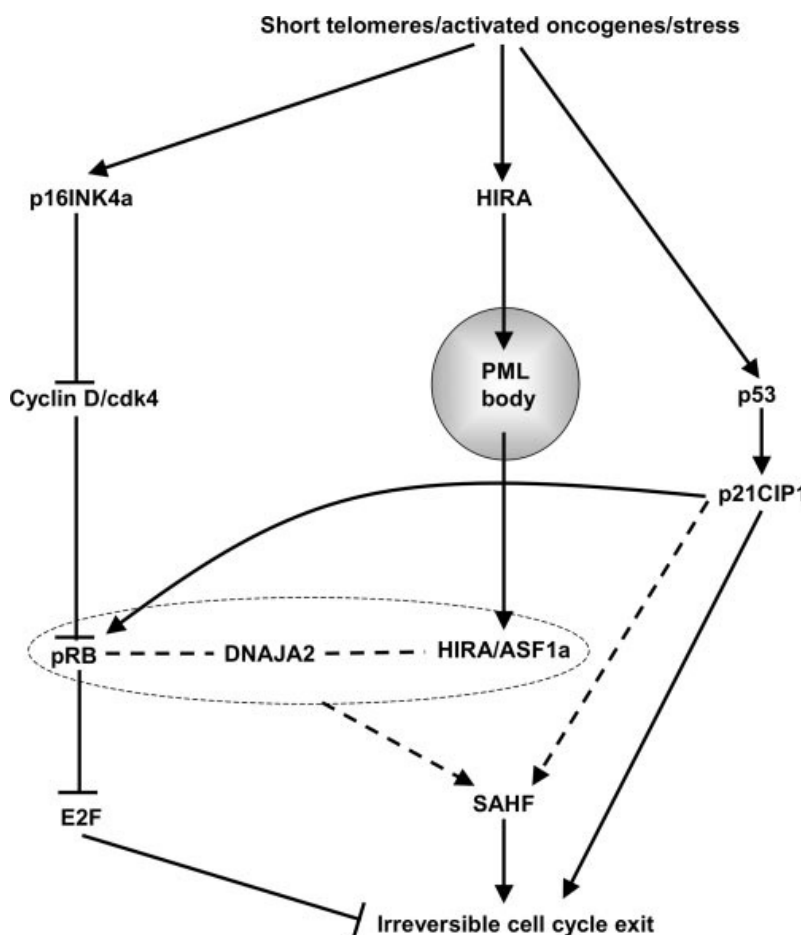 Short telomeres/activated oncogenes/stress
p16INK4a
HIRA
PML
body
Cyclin D/cdk4
p53
p21CIP1
pRB
DNAJA2
HIRA/ASF1a
SAHF
E2F
Irreversible cell cycle exit